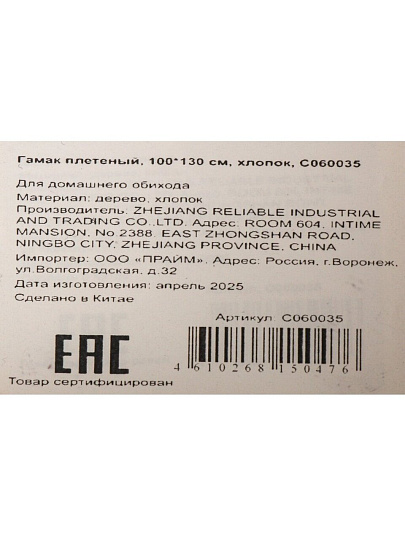 Гамак плетеный, 100*130 см, хлопок, С060035
Для домашнего обихода
Материал: дерево, хлопок
Производитель: ZHEJIANG RELIABLE INDUSTRIAL
AND TRADING CO.,LTD. Адрес: ROOM 604, INTIME
MANSION, No.2388, EAST ZHONGSHAN ROAD,
NINGBO CITY, ZHEJIANG PROVINCE, CHINA
Импортер: ООО «ПРАЙМ», Адрес: Россия, г.Воронеж,
ул.Волгоградская, д.32
Дата изготовления: апрель 2025
Сделано в Китае
Артикул: С060035
EAC
4 610268 150476
Товар сертифицирован